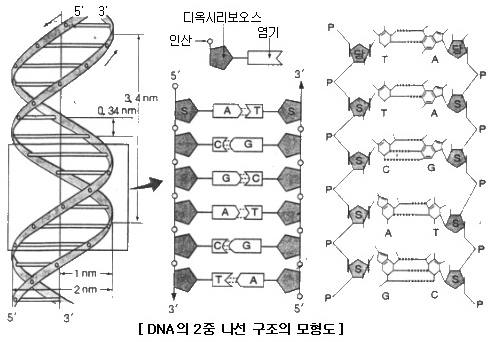 5′ 3′
3.4 nm
0.34 nm
1 nm
2 nm
5′ 3′
디옥시리보오스
인산
염기
5′ 3′
S A T S
C G
G C
A T
C G
T A
3′ 5′
P P
S T A S
P P
S T A S
P P
S C G S
P P
S A T S
P P
S G C S
P P
[ DNA의 2중 나선 구조의 모형도 ]